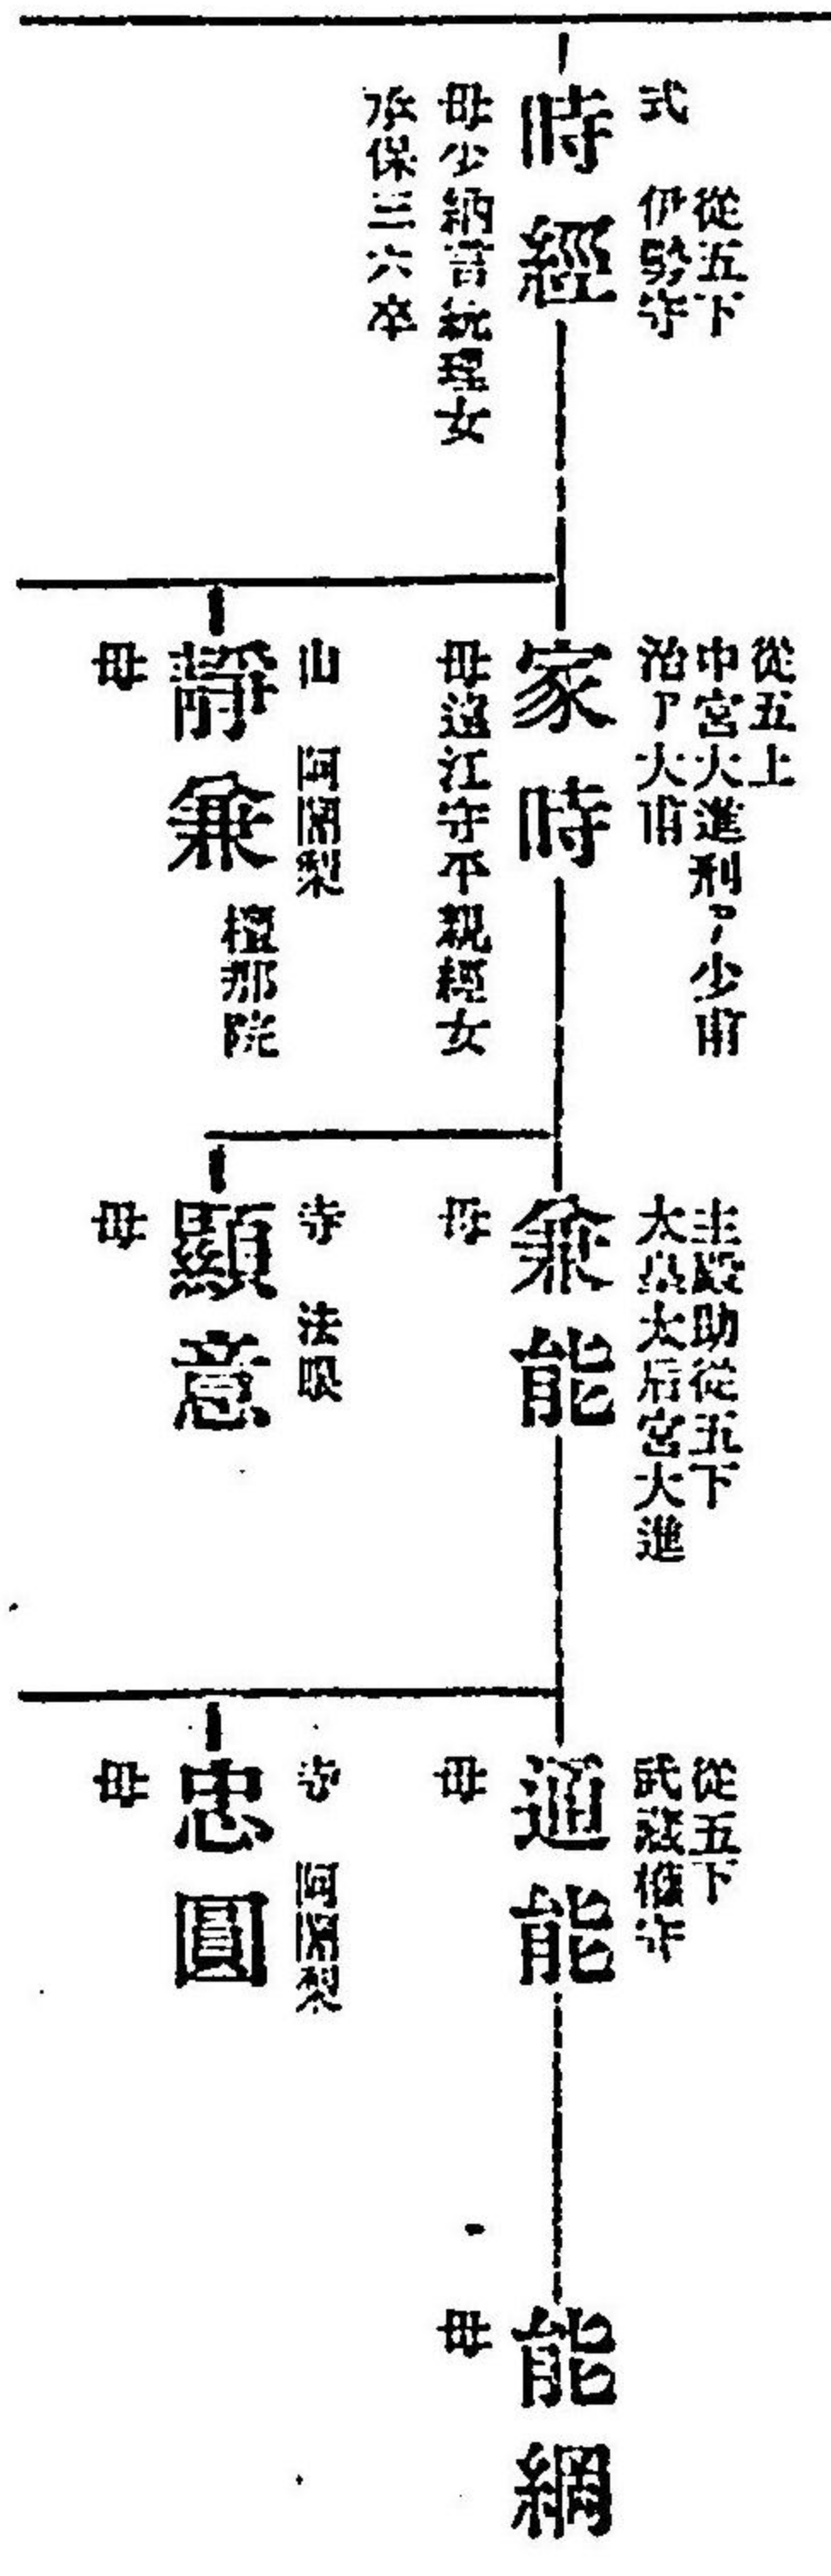 從五下
式 伊勢守
時經
母少納言統理女
承保三六卒
從五上
中宮大進刑ア少甫
治ア大甫
家時
母遠江守平親經女
山 阿闍梨
靜兼
檀那院
母
主殿助從五下
太皇太后宮大進
兼能
母
寺 法眼
顯意
母
從五下
武藏權守
通能
母
寺 阿闍梨
忠圓
母
能網
母